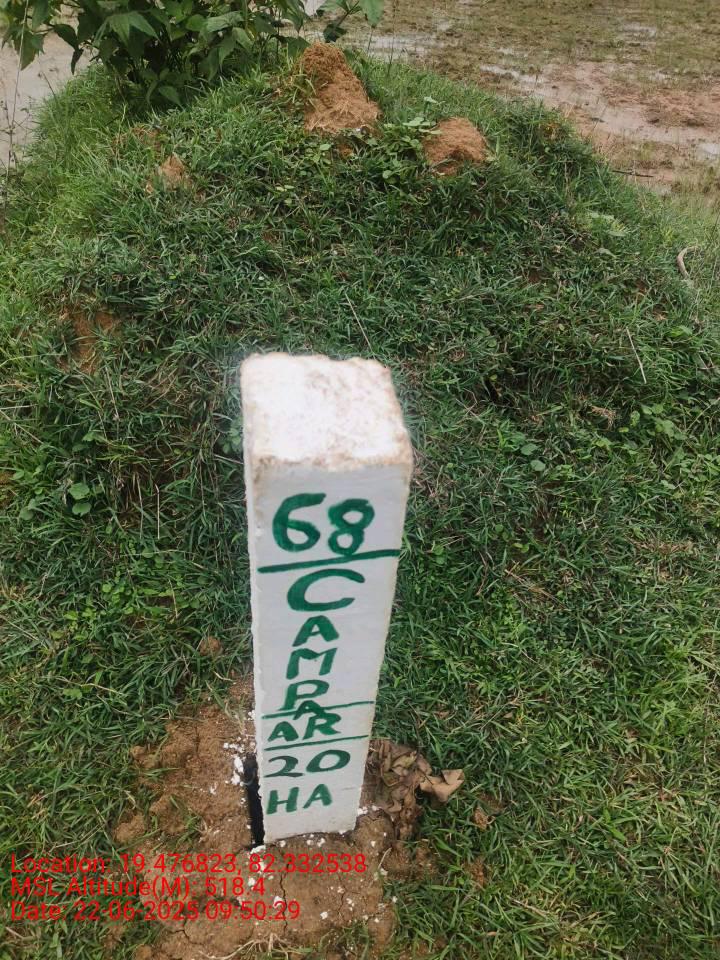 68
C
A
M
P
A
AR
20
HA
Location: 19.476823, 82.332538
MSL Altitude(M): 518.4
Date: 22-06-2025 09:50:29